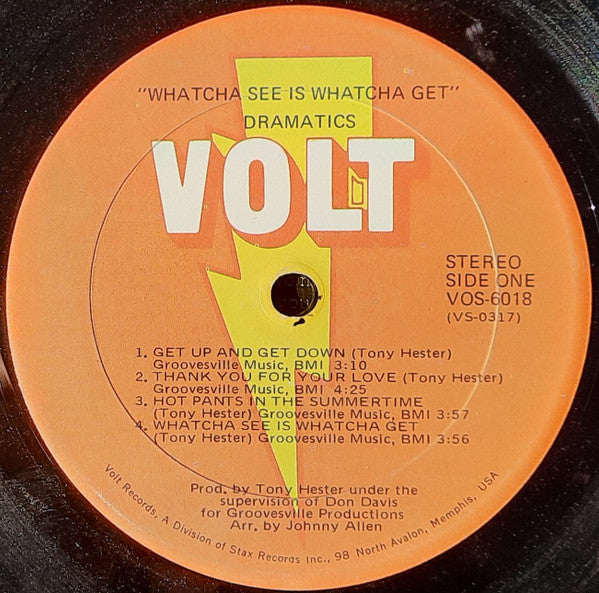 "WHATCHA SEE IS WHATCHA GET"
DRAMATICS
VOLT
STEREO
SIDE ONE
VOS-6018
(VS-0317)
1. GET UP AND GET DOWN (Tony Hester)
Groovesville Music, BMI 3:10
2. THANK YOU FOR YOUR LOVE (Tony Hester)
Groovesville Music, BMI 4:25
3. HOT PANTS IN THE SUMMERTIME
(Tony Hester) Groovesville Music, BMI 3:57
4. WHATCHA SEE IS WHATCHA GET
(Tony Hester) Groovesville Music, BMI 3:56
Prod. by Tony Hester under the
supervision of Don Davis
for Groovesville Productions
Arr. by Johnny Allen
Volt Records, A Division of Stax Records Inc., 98 North Avalon, Memphis, USA